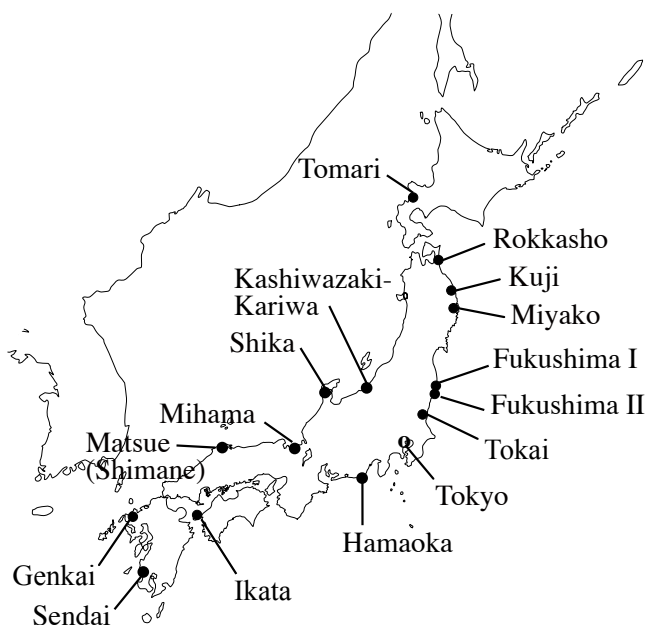 Tomari
Rokkasho
Kashiwazaki-
Kariwa
Kuji
Miyako
Shika
Fukushima I
Fukushima II
Mihama
Matsue
(Shimane)
Tokai
Tokyo
Hamaoka
Genkai
Ikata
Sendai